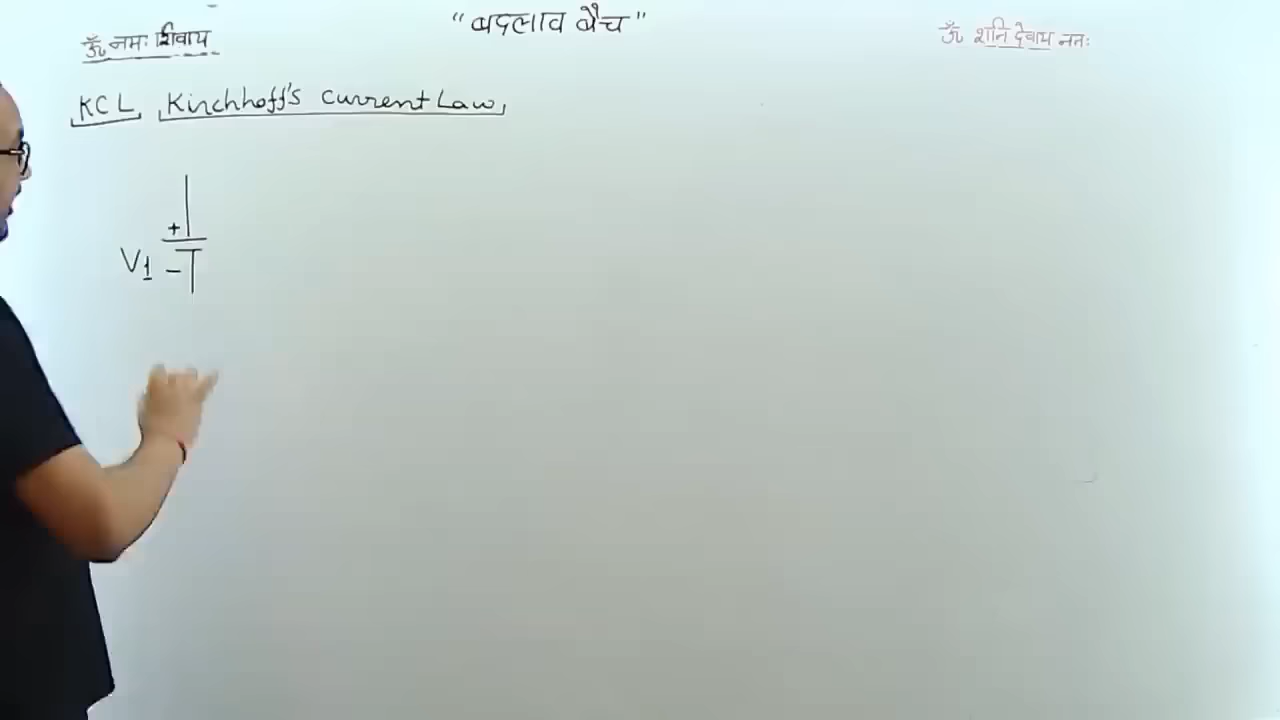 "बदलाव बैच"
ॐ नमः शिवाय
ॐ शनि देवाय नमः
KCL, Kirchhoff's Current Law,
+
V1 -